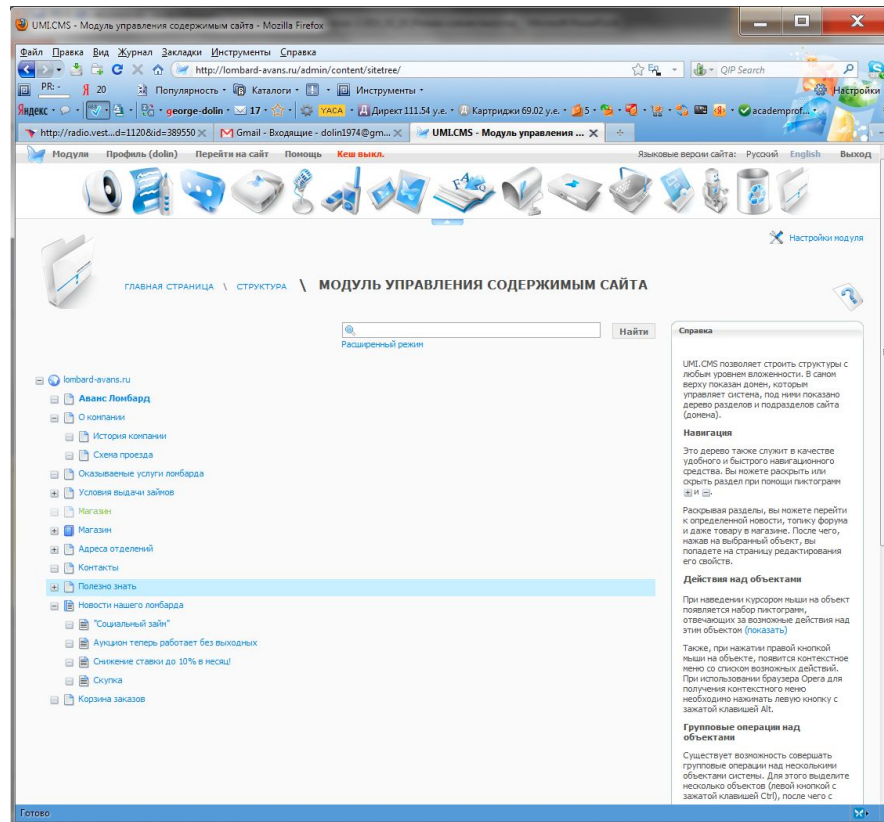 UMI.CMS - Модуль управления содержимым сайта - Mozilla Firefox
Файл Правка Вид Журнал Закладки Инструменты Справка
http://lombard-avans.ru/admin/content/sitetree/ QIP Search
PR: - Я 20 Популярность Каталоги Инструменты Настройки
Яндекс george-dolin 17 YACA Директ 111.54 у.е. Картриджи 69.02 у.е. 5 academprof...
http://radio.vest...d=1120&id=389550 Gmail - Входящие - dolin1974@gm... UMI.CMS - Модуль управления ...
Модули Профиль (dolin) Перейти на сайт Помощь Кеш выкл. Языковые версии сайта: Русский English Выход
Настройки модуля
ГЛАВНАЯ СТРАНИЦА \ СТРУКТУРА \ МОДУЛЬ УПРАВЛЕНИЯ СОДЕРЖИМЫМ САЙТА
Найти
Расширенный режим
lombard-avans.ru
Аванс Ломбард
О компании
История компании
Схема проезда
Оказываемые услуги ломбарда
Условия выдачи займов
Магазин
Магазин
Адреса отделений
Контакты
Полезно знать
Новости нашего ломбарда
"Социальный займ"
Аукцион теперь работает без выходных
Снижение ставки до 10% в месяц!
Скупка
Корзина заказов
Справка
UMI.CMS позволяет строить структуры с
любым уровнем вложенности. В самом
верху показан домен, которым
управляет система, под ними показано
дерево разделов и подразделов сайта
(домена).
Навигация
Это дерево также служит в качестве
удобного и быстрого навигационного
средства. Вы можете раскрыть или
скрыть раздел при помощи пиктограмм
и .
Раскрывая разделы, вы можете перейти
к определенной новости, топику форума
и даже товару в магазине. После чего,
нажав на выбранный объект, вы
попадете на страницу редактирования
его свойств.
Действия над объектами
При наведении курсором мыши на объект
появляется набор пиктограмм,
отвечающих за возможные действия над
этим объектом (показать)
Также, при нажатии правой кнопкой
мыши на объекте, появится контекстное
меню со списком возможных действий.
При использовании браузера Opera для
получения контекстного меню
необходимо нажимать левую кнопку с
зажатой клавишей Alt.
Групповые операции над
объектами
Существует возможность совершать
групповые операции над несколькими
объектами системы. Для этого выделите
несколько объектов (левой кнопкой с
зажатой клавишей Ctrl), после чего с
Готово